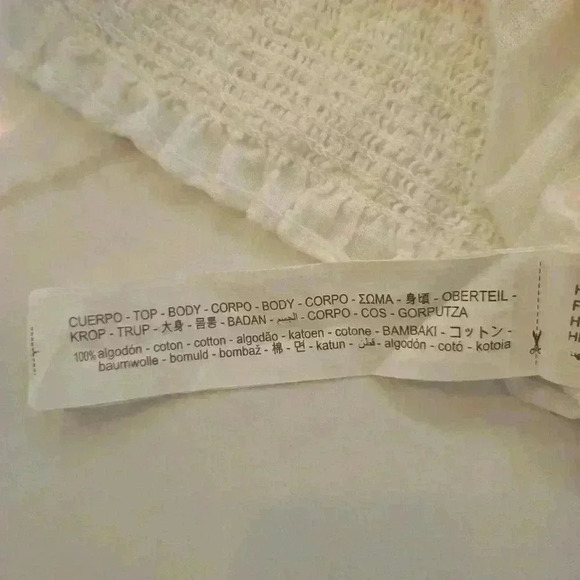 CUERPO - TOP - BODY - CORPO - BODY - CORPO - ΣΩΜΑ - 身頃 - OBERTEIL -
KROP - TRUP - 大身 - 몸통 - BADAN - الجسم - CORPO - COS - GORPUTZA
100% algodón - coton - cotton - algodão - katoen - cotone - BAMBAKI - コットン -
baumwolle - bomuld - bombaž - 棉 - 면 - katun - قطن - algodón - cotó - kotoia